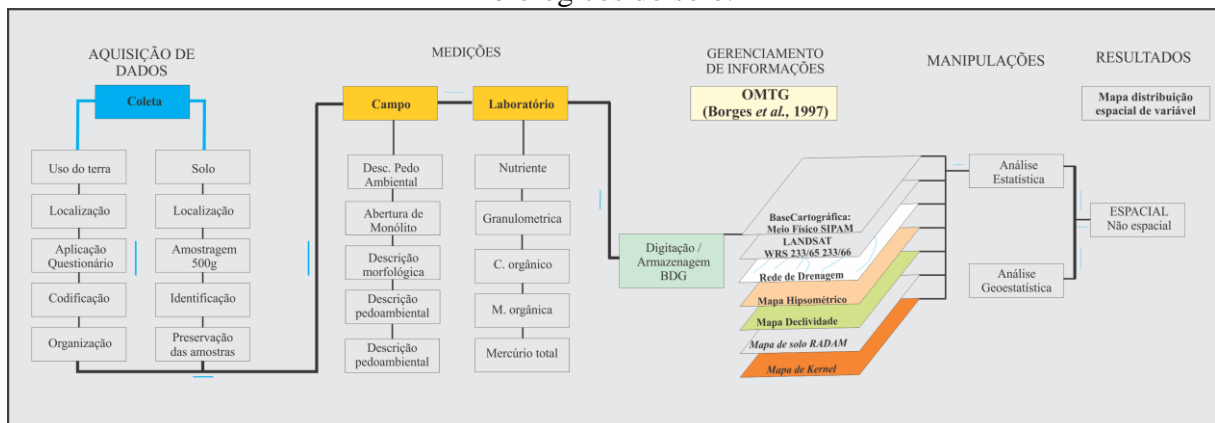 AQUISIÇÃO DE
DADOS
Coleta
Uso do terra
Localização
Aplicação
Questionário
Codificação
Organização
Solo
Localização
Amostragem
500g
Identificação
Preservação
das amostras
MEDIÇÕES
Campo
Desc. Pedo
Ambiental
Abertura de
Monólito
Descrição
morfológica
Descrição
pedoambiental
Descrição
pedoambiental
Laboratório
Nutriente
Granulometrica
C. orgânico
M. orgânica
Mercúrio total
GERENCIAMENTO
DE INFORMAÇÕES
OMTG
(Borges et al., 1997)
Digitação /
Armazenagem
BDG
BaseCartográfica:
Meio Físico SIPAM
LANDSAT
WRS 233/65 233/66
Rede de Drenagem
Mapa Hipsométrico
Mapa Declividade
Mapa de solo RADAM
Mapa de Kernel
MANIPULAÇÕES
Análise
Estatística
Análise
Geoestatística
RESULTADOS
Mapa distribuição
espacial de variável
ESPACIAL
Não espacial